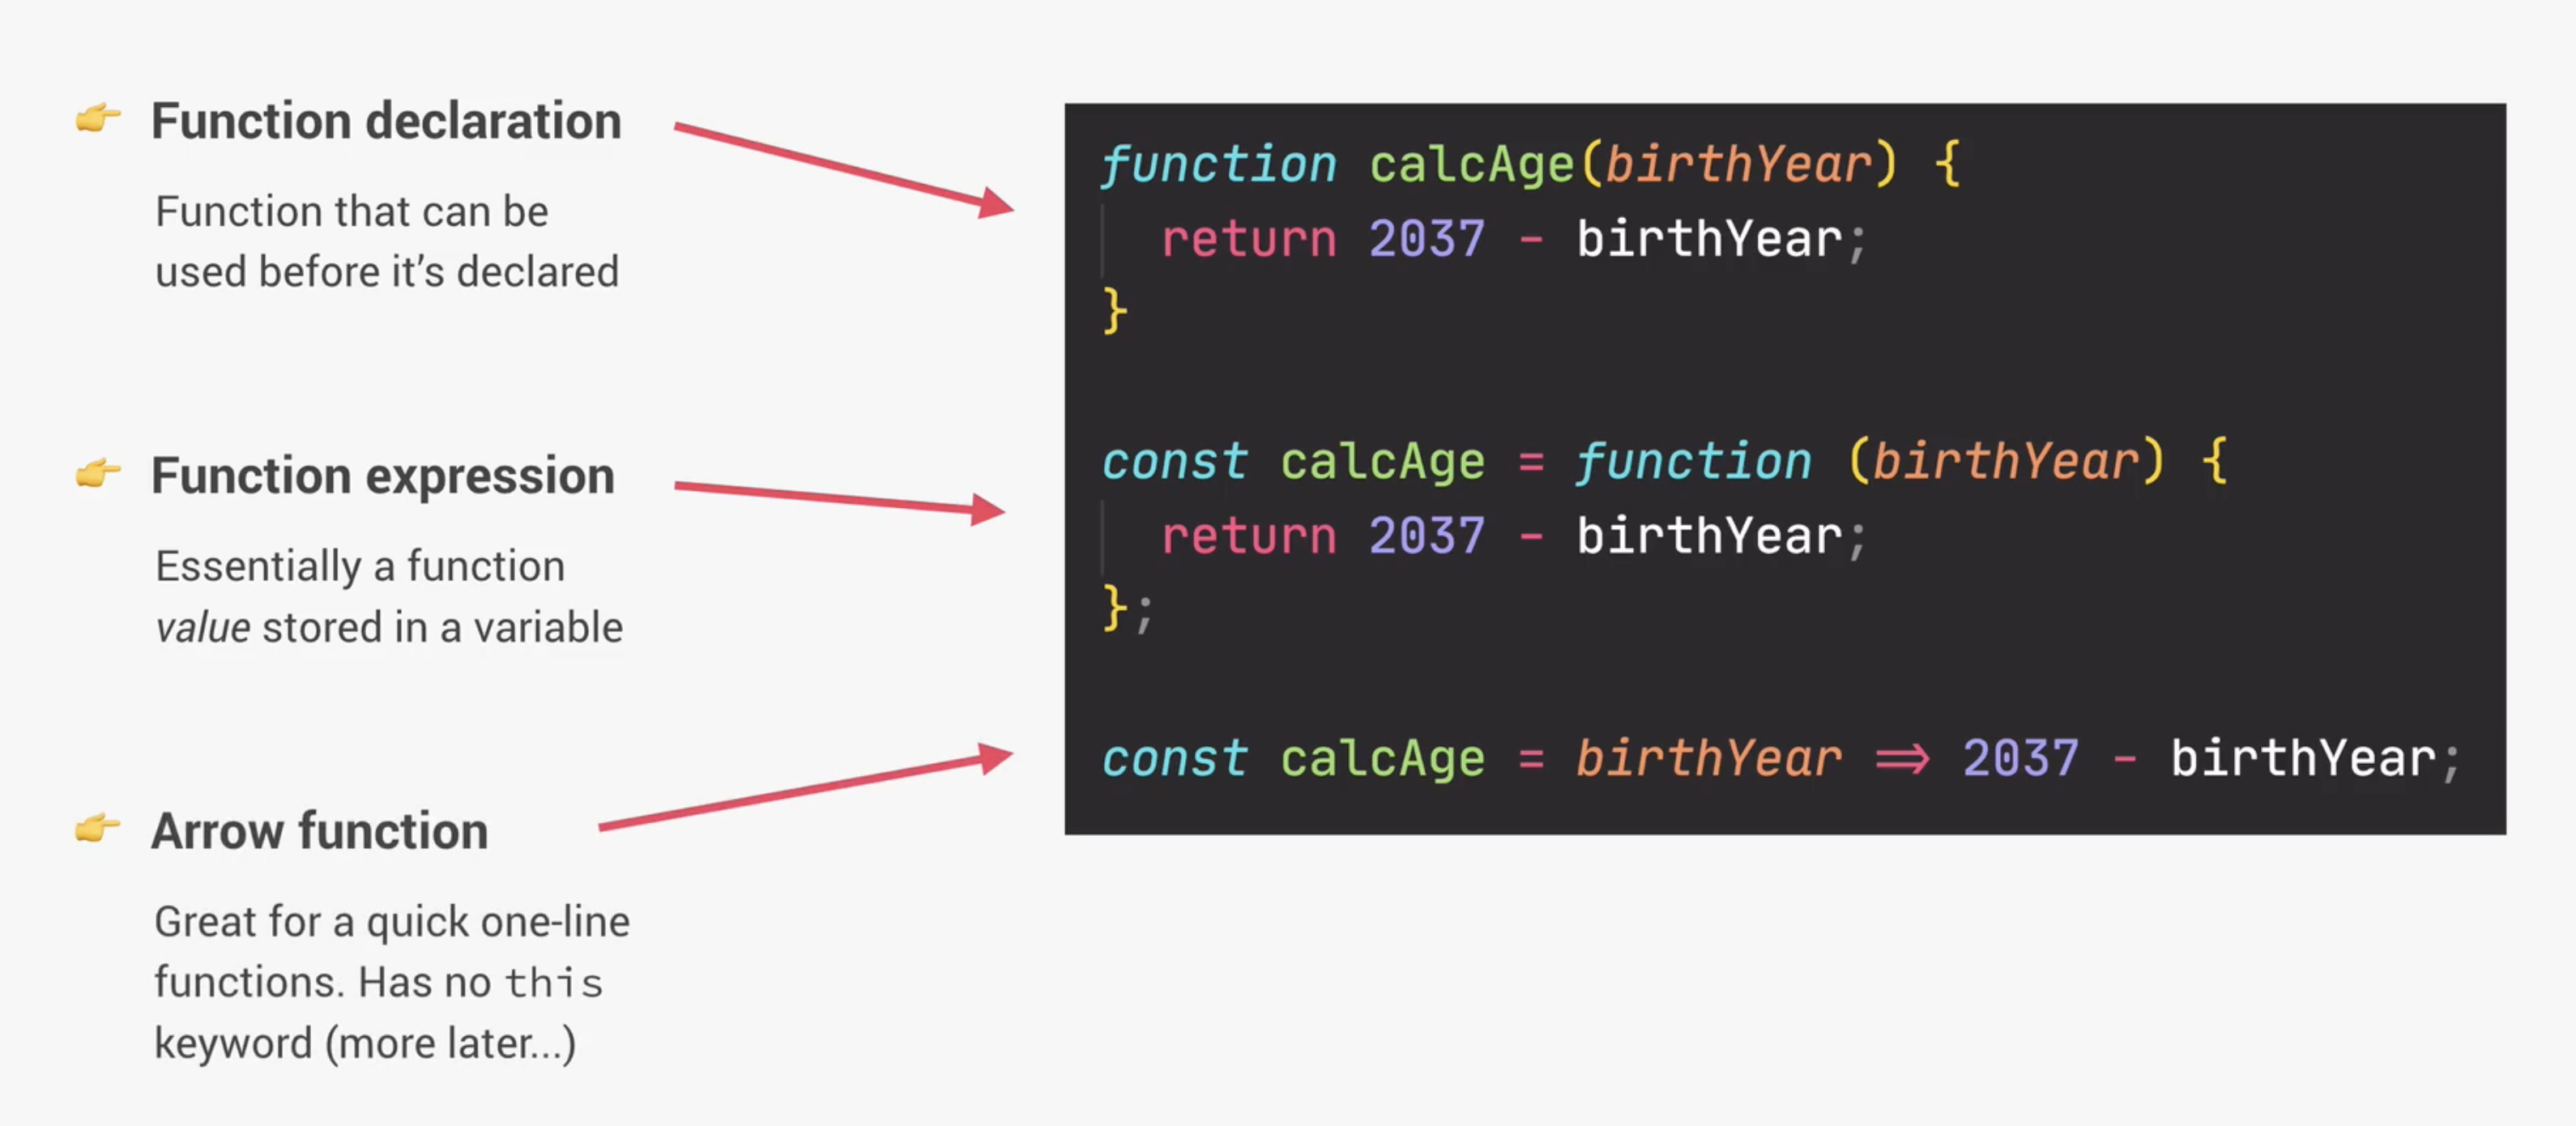 👉 Function declaration
Function that can be
used before it’s declared
👉 Function expression
Essentially a function
value stored in a variable
👉 Arrow function
Great for a quick one-line
functions. Has no this
keyword (more later...)
function calcAge(birthYear) {
  return 2037 - birthYear;
}
const calcAge = function (birthYear) {
  return 2037 - birthYear;
};
const calcAge = birthYear => 2037 - birthYear;